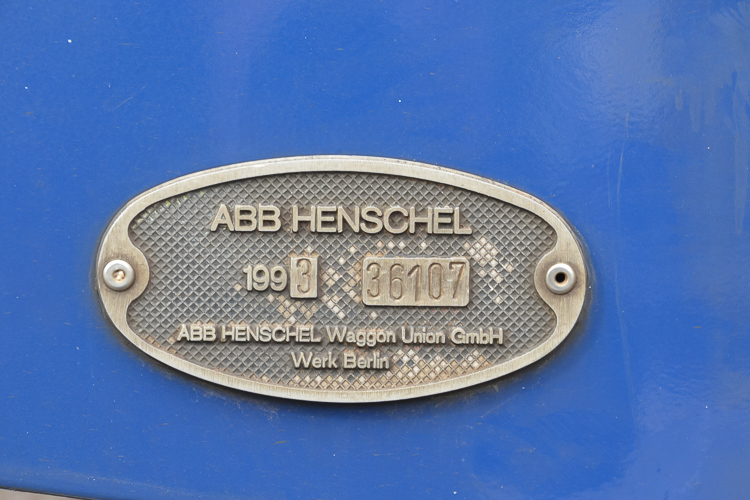 ABB HENSCHEL
1993 36107
ABB HENSCHEL Waggon Union GmbH
Werk Berlin